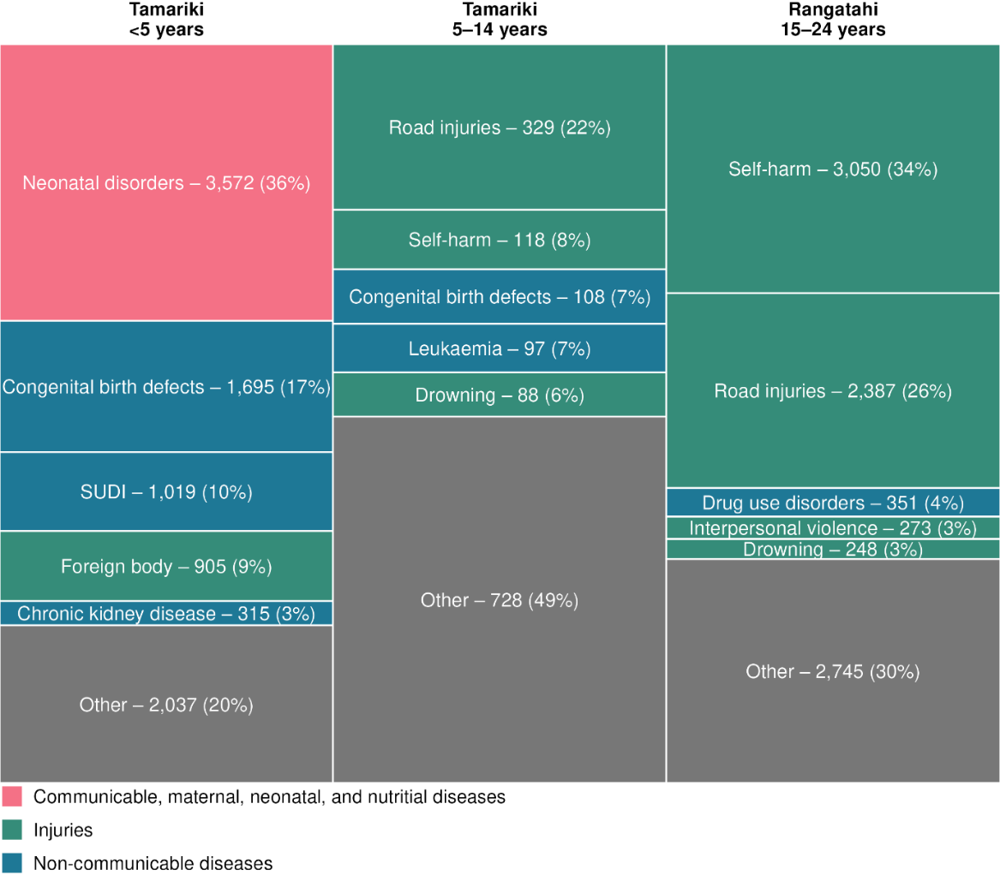 Tamariki
<5 years
Tamariki
5–14 years
Rangatahi
15–24 years
Neonatal disorders – 3,572 (36%)
Congenital birth defects – 1,695 (17%)
SUDI – 1,019 (10%)
Foreign body – 905 (9%)
Chronic kidney disease – 315 (3%)
Other – 2,037 (20%)
Road injuries – 329 (22%)
Self-harm – 118 (8%)
Congenital birth defects – 108 (7%)
Leukaemia – 97 (7%)
Drowning – 88 (6%)
Other – 728 (49%)
Self-harm – 3,050 (34%)
Road injuries – 2,387 (26%)
Drug use disorders – 351 (4%)
Interpersonal violence – 273 (3%)
Drowning – 248 (3%)
Other – 2,745 (30%)
Communicable, maternal, neonatal, and nutritial diseases
Injuries
Non-communicable diseases